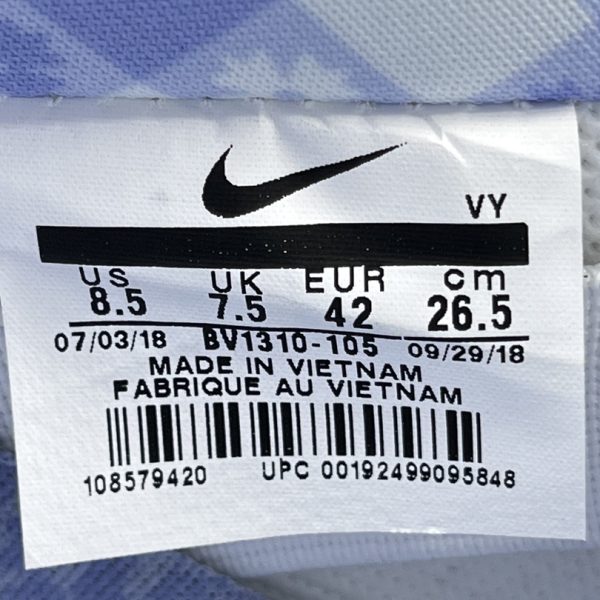 VY
US UK EUR cm
8.5 7.5 42 26.5
07/03/18 BV1310-105 09/29/18
MADE IN VIETNAM
FABRIQUE AU VIETNAM
108579420 UPC 00192499095848